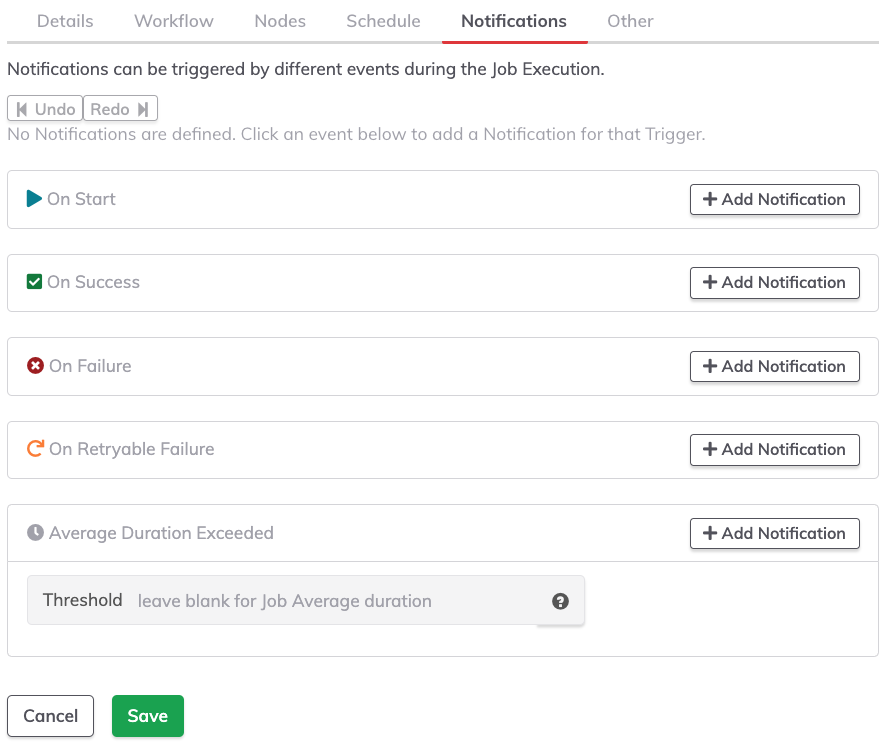 Details Workflow Nodes Schedule Notifications Other
Notifications can be triggered by different events during the Job Execution.
Undo Redo
No Notifications are defined. Click an event below to add a Notification for that Trigger.
On Start Add Notification
On Success Add Notification
On Failure Add Notification
On Retryable Failure Add Notification
Average Duration Exceeded Add Notification
Threshold leave blank for Job Average duration
Cancel Save